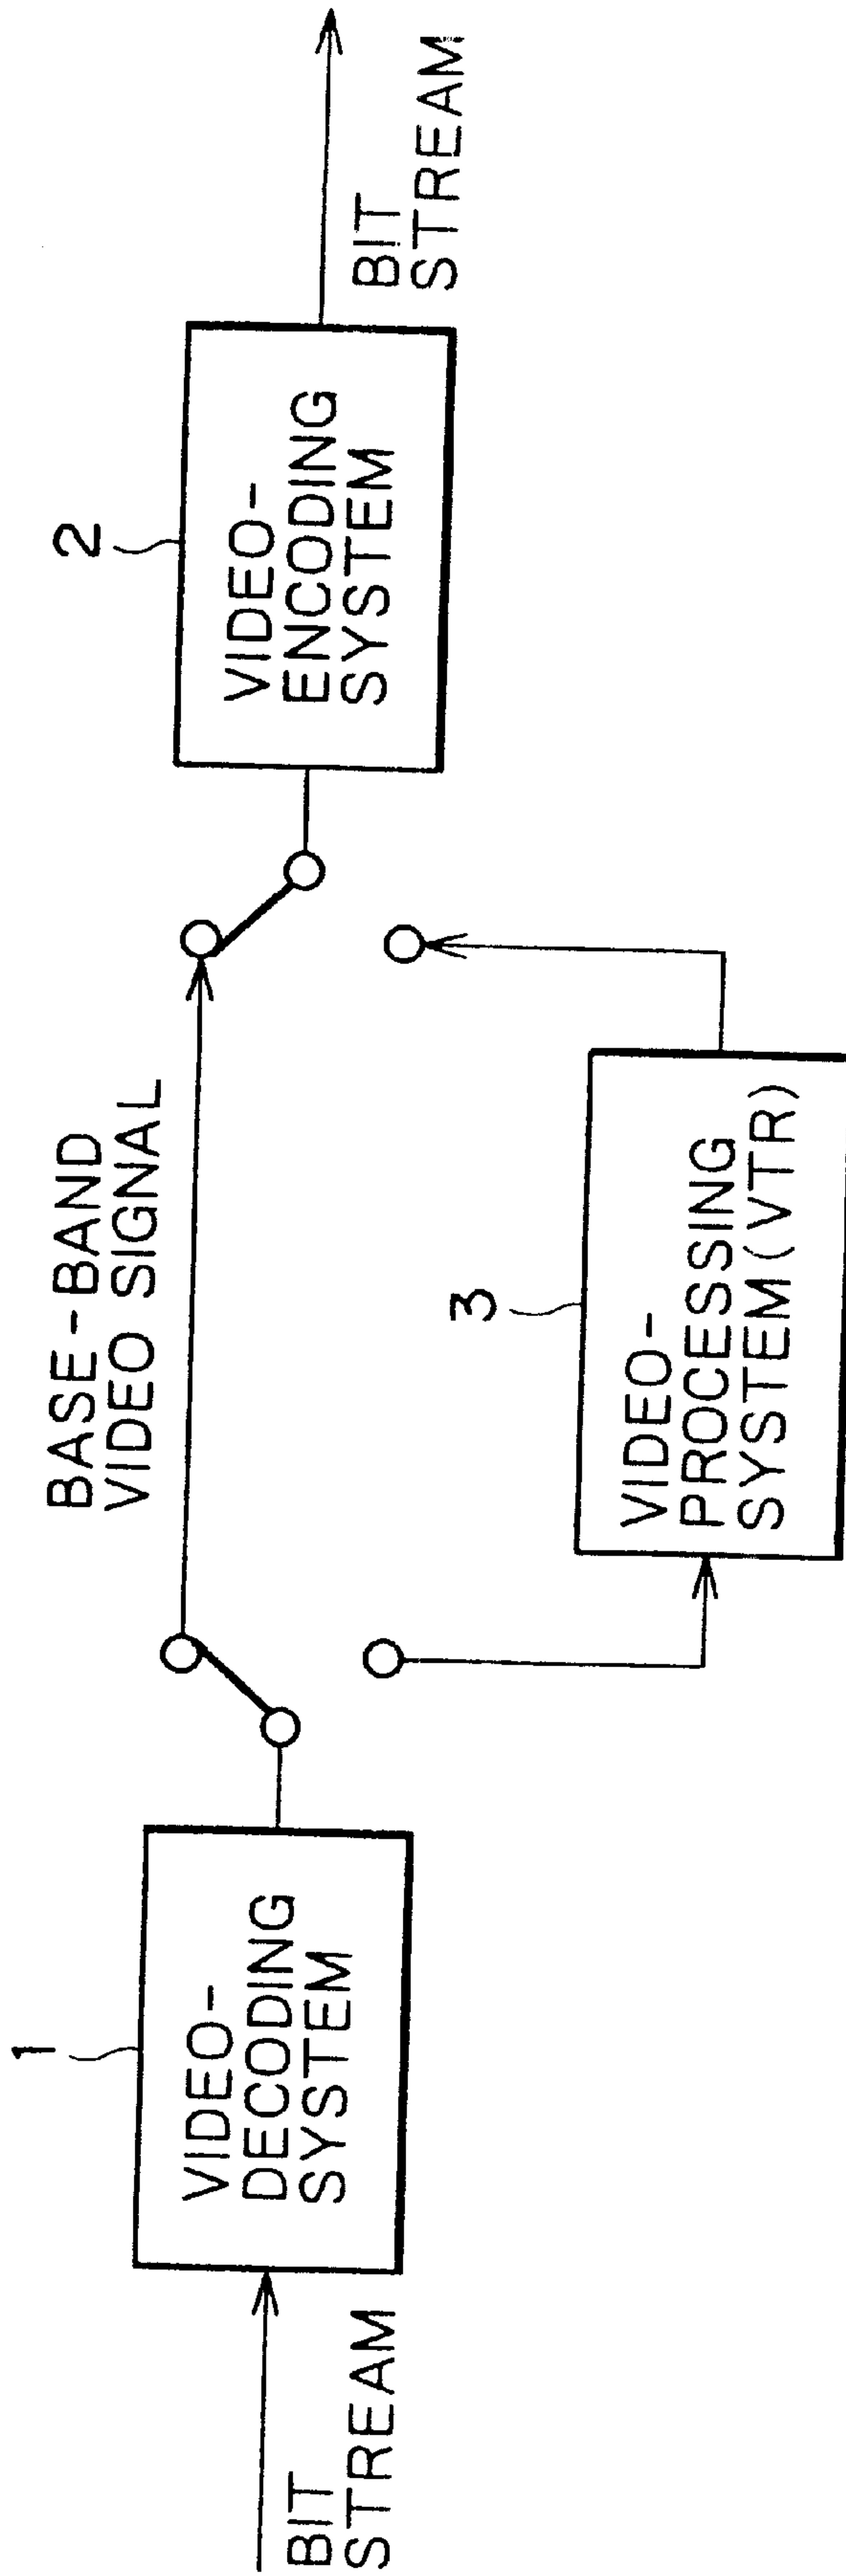 BIT
STREAM
1
VIDEO-
DECODING
SYSTEM
BASE-BAND
VIDEO SIGNAL
3
VIDEO-
PROCESSING
SYSTEM(VTR)
2
VIDEO-
ENCODING
SYSTEM
BIT
STREAM